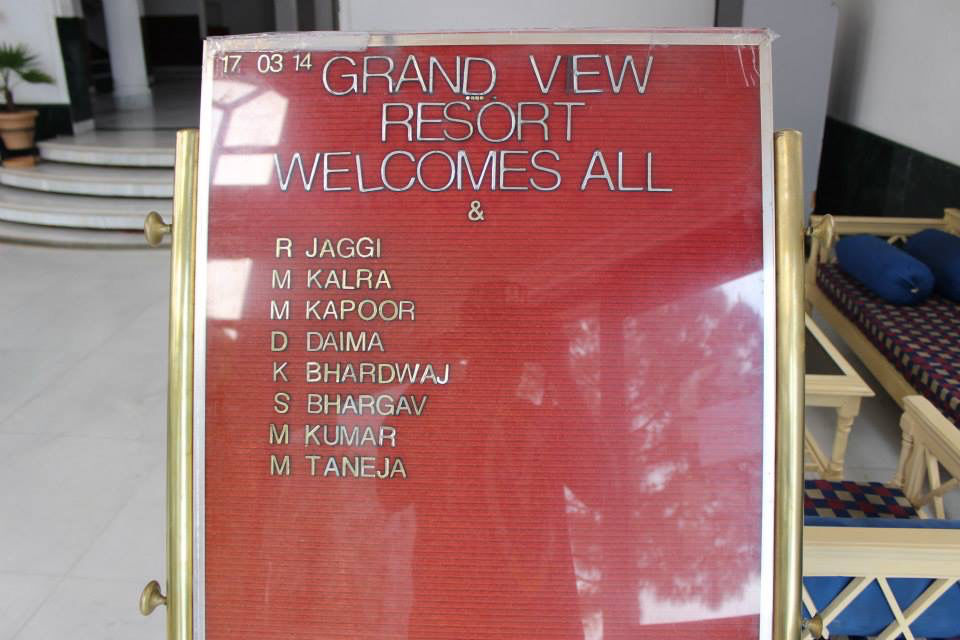 17 03 14 GRAND VIEW
RESORT
WELCOMES ALL
&
R JAGGI
M KALRA
M KAPOOR
D DAIMA
K BHARDWAJ
S BHARGAV
M KUMAR
M TANEJA